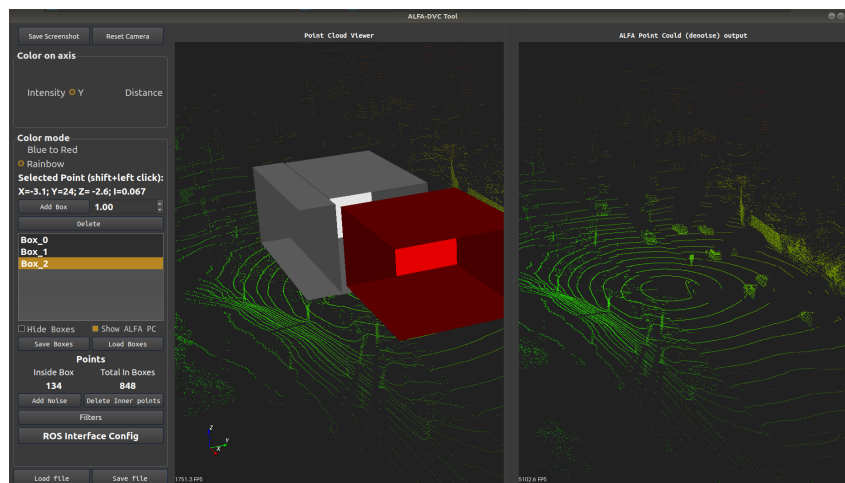 ALFA-DVC Tool
Save Screenshot Reset Camera
Color on axis
Intensity Y Distance
Color mode
Blue to Red
Rainbow
Selected Point (shift+left click):
X=-3.1; Y=24; Z= -2.6; I=0.067
Add Box 1.00
Delete
Box_0
Box_1
Box_2
Hide Boxes Show ALFA PC
Save Boxes Load Boxes
Points
Inside Box Total In Boxes
134 848
Add Noise Delete Inner points
Filters
ROS Interface Config
Load file Save file
Point Cloud Viewer
Z
Y
X
1751.3 FPS
ALFA Point Could (denoise) output
5102.6 FPS